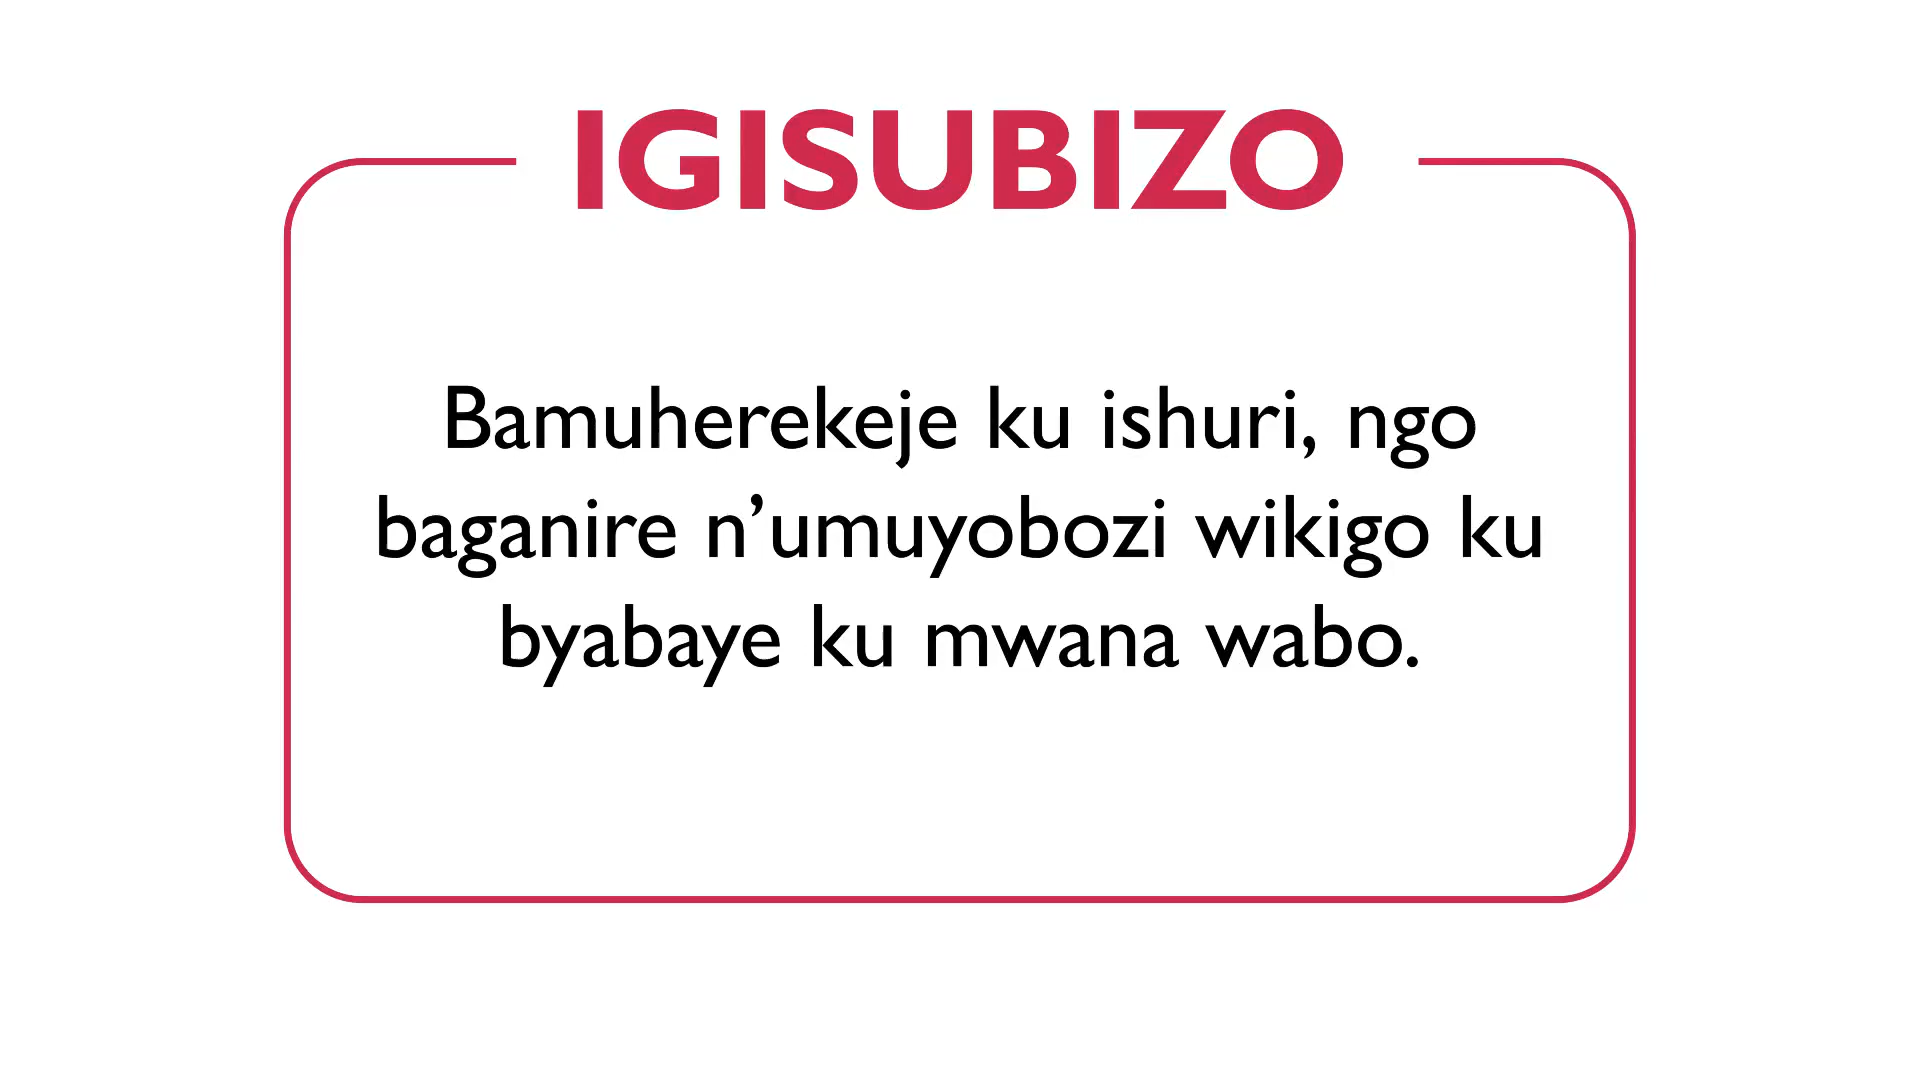 IGISUBIZO
Bamuherekeje ku ishuri, ngo
baganire n’umuyobozi wikigo ku
byabaye ku mwana wabo.